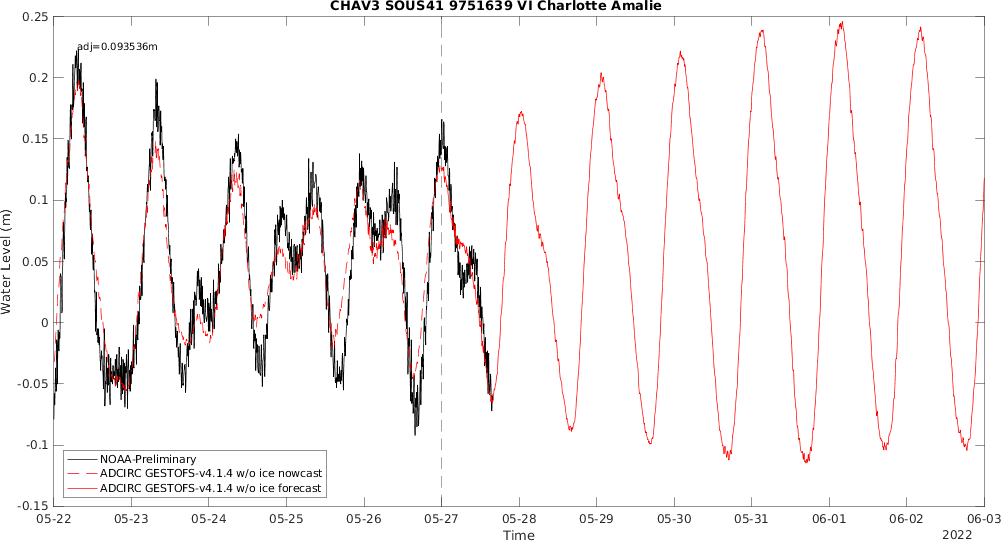 CHAV3 SOUS41 9751639 VI Charlotte Amalie
0.25
adj=0.093536m
0.2
0.15
0.1
0.05
0
-0.05
-0.1
-0.15
Water Level (m)
NOAA-Preliminary
ADCIRC GESTOFS-v4.1.4 w/o ice nowcast
ADCIRC GESTOFS-v4.1.4 w/o ice forecast
05-22 05-23 05-24 05-25 05-26 05-27 05-28 05-29 05-30 05-31 06-01 06-02 06-03
Time
2022